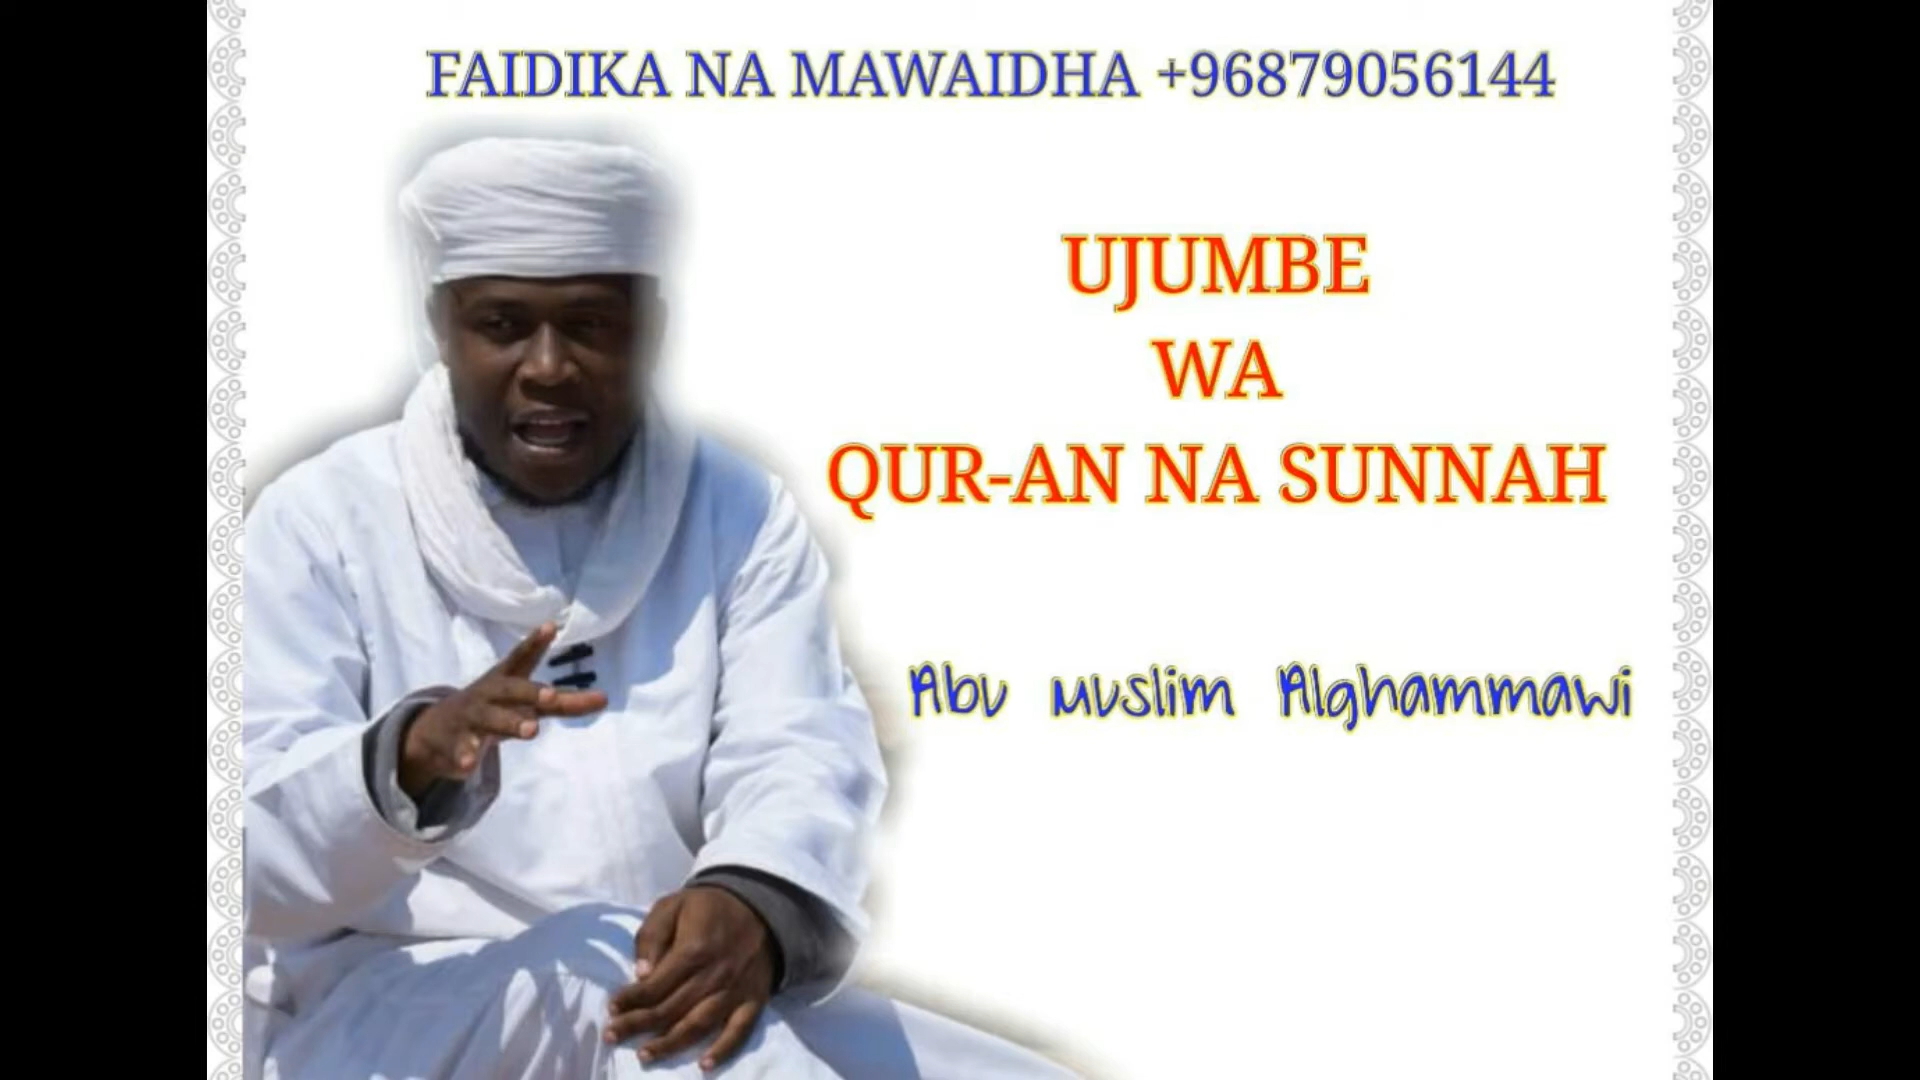 FAIDIKA NA MAWAIDHA +96879056144
UJUMBE
WA
QUR-AN NA SUNNAH
Abu muslim Alghammawi